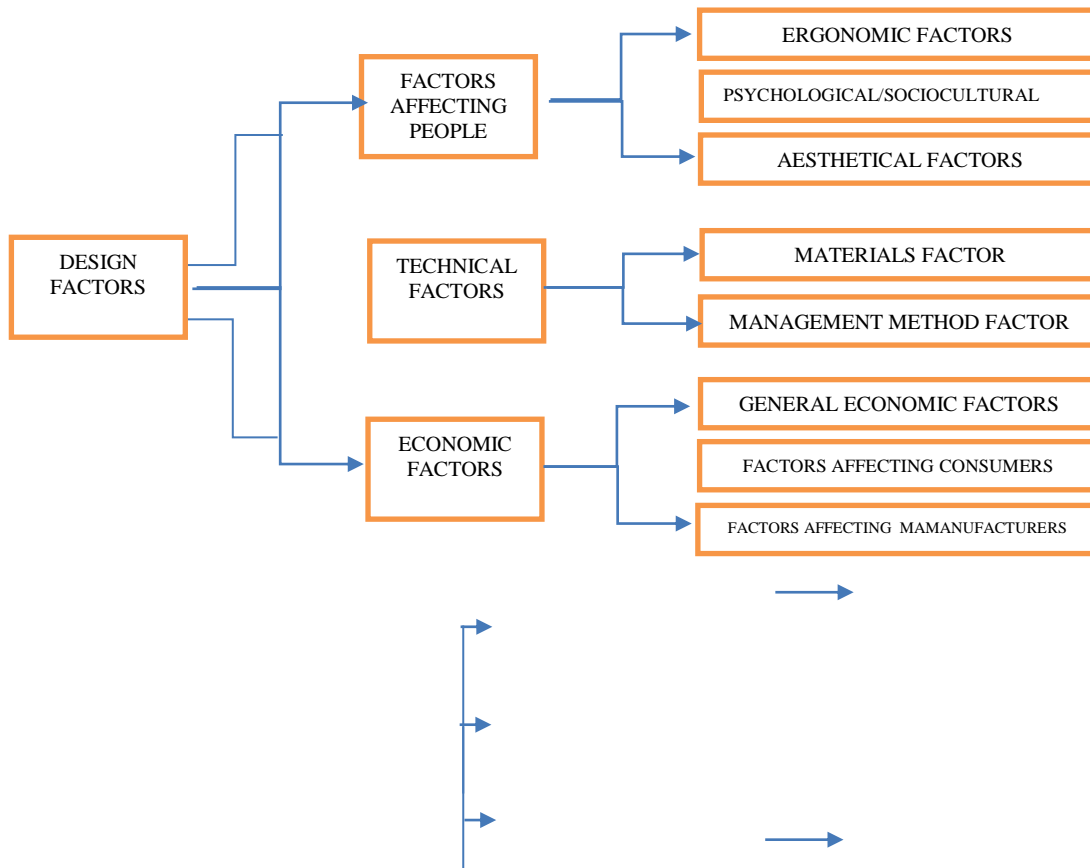 DESIGN
FACTORS
FACTORS
AFFECTING
PEOPLE
ERGONOMIC FACTORS
PSYCHOLOGICAL/SOCIOCULTURAL
AESTHETICAL FACTORS
TECHNICAL
FACTORS
MATERIALS FACTOR
MANAGEMENT METHOD FACTOR
ECONOMIC
FACTORS
GENERAL ECONOMIC FACTORS
FACTORS AFFECTING CONSUMERS
FACTORS AFFECTING MAMANUFACTURERS